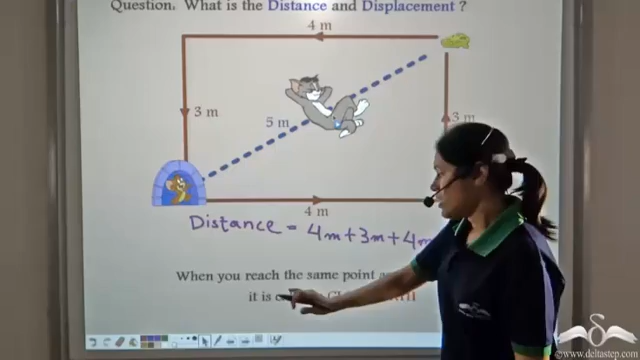 Question. What is the Distance and Displacement ?
4 m
3 m
5 m
3 m
4 m
Distance = 4m+3m+4m
When you reach the same point
it is
©www.deltastep.com